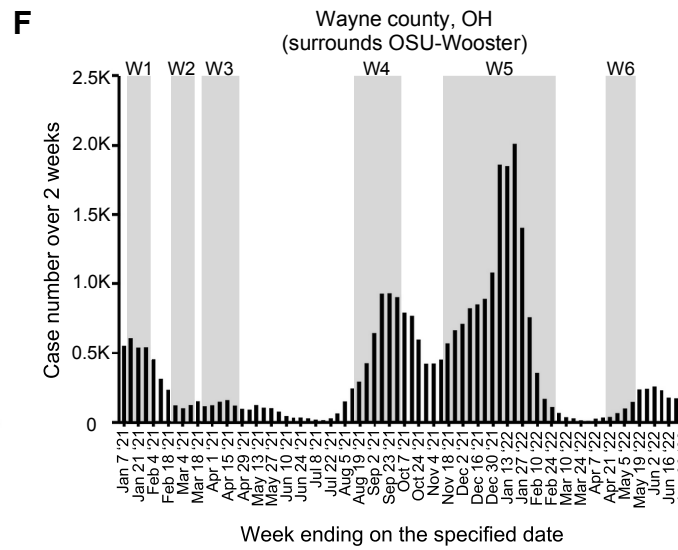 F
Wayne county, OH
(surrounds OSU-Wooster)
W1 W2 W3 W4 W5 W6
2.5K
2.0K
1.5K
1.0K
0.5K
0
Case number over 2 weeks
Jan 7 '21
Jan 21 '21
Feb 4 '21
Feb 18 '21
Mar 4 '21
Mar 18 '21
Apr 1 '21
Apr 15 '21
Apr 29 '21
May 13 '21
May 27 '21
Jun 10 '21
Jun 24 '21
Jul 8 '21
Jul 22 '21
Aug 5 '21
Aug 19 '21
Sep 2 '21
Sep 23 '21
Oct 7 '21
Oct 24 '21
Nov 4 '21
Nov 18 '21
Dec 2 '21
Dec 16 '21
Dec 30 '21
Jan 13 '22
Jan 27 '22
Feb 10 '22
Feb 24 '22
Mar 10 '22
Mar 24 '22
Apr 7 '22
Apr 21 '22
May 5 '22
May 19 '22
Jun 2 '22
Jun 16 '22
Week ending on the specified date